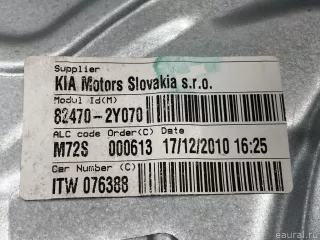 Supplier
KIA Motors Slovakia s.r.o.
Modul Id(M)
82470-2Y070
ALC code Order(C) Date
M72S 000613 17/12/2010 16:25
Car Number (C)
ITW 076388
eaural.ru